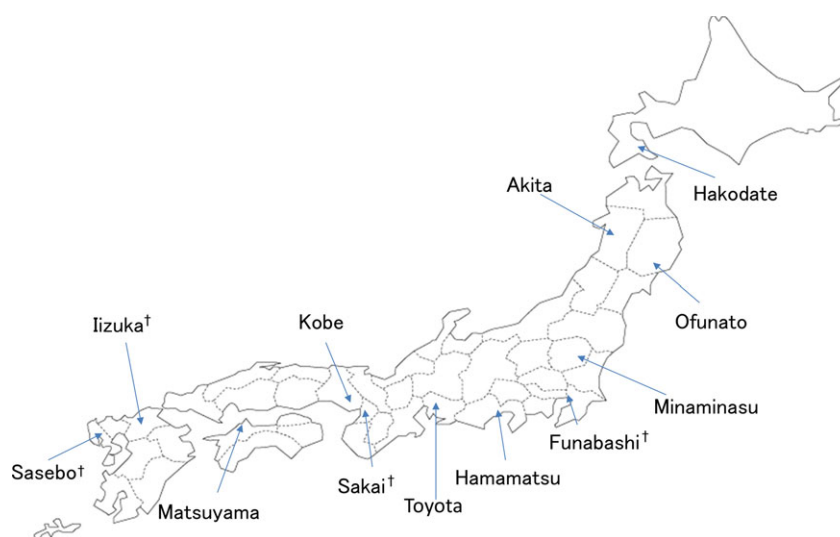 Akita
Hakodate
Ofunato
Iizuka†
Kobe
Minaminasu
Funabashi†
Sasebo†
Hamamatsu
Sakai†
Toyota
Matsuyama